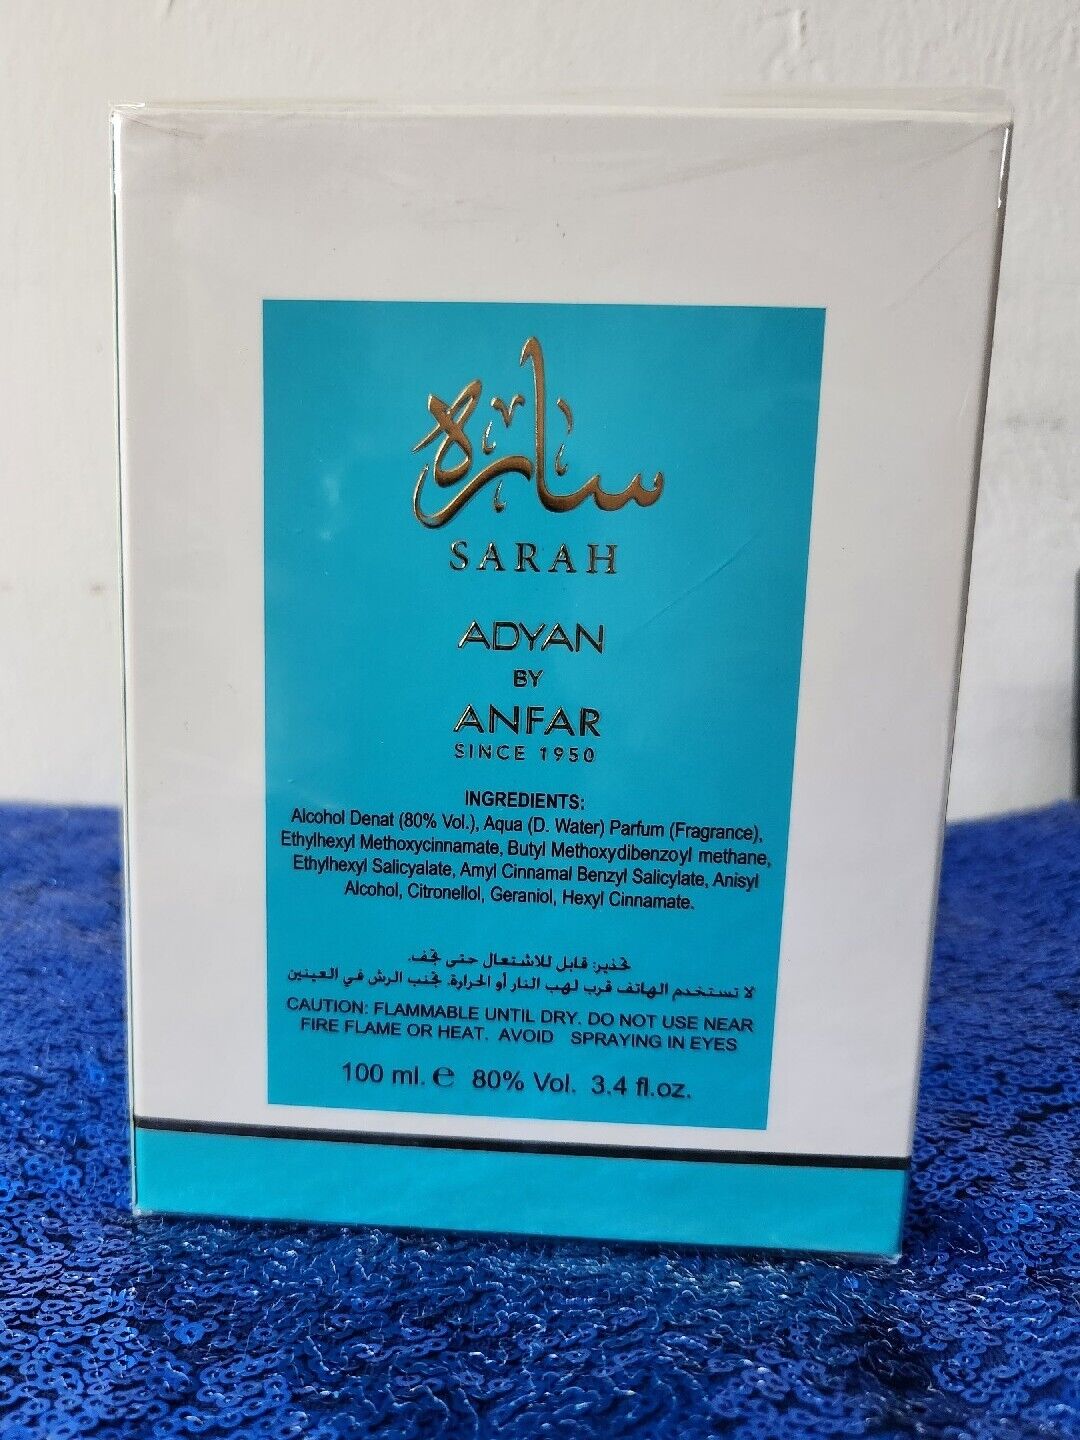 ساره
SARAH
ADYAN
BY
ANFAR
SINCE 1950
INGREDIENTS:
Alcohol Denat (80% Vol.), Aqua (D. Water) Parfum (Fragrance),
Ethylhexyl Methoxycinnamate, Butyl Methoxydibenzoyl methane,
Ethylhexyl Salicyalate, Amyl Cinnamal Benzyl Salicylate, Anisyl
Alcohol, Citronellol, Geraniol, Hexyl Cinnamate.
تحذير: قابل للاشتعال حتى تجف.
لا تستخدم الهاتف قرب لهب النار أو الحرارة. تجنب الرش في العينين
CAUTION: FLAMMABLE UNTIL DRY. DO NOT USE NEAR
FIRE FLAME OR HEAT. AVOID SPRAYING IN EYES
100 ml. ℮ 80% Vol. 3.4 fl.oz.